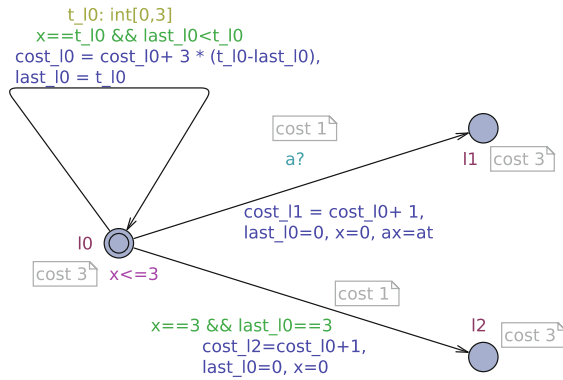 t_l0: int[0,3]
x==t_l0 && last_l0<t_l0
cost_l0 = cost_l0+ 3 * (t_l0-last_l0),
last_l0 = t_l0
cost 1
a?
l1
cost 3
cost_l1 = cost_l0+ 1,
last_l0=0, x=0, ax=at
l0
cost 3
x<=3
cost 1
x==3 && last_l0==3
l2
cost 3
cost_l2=cost_l0+1,
last_l0=0, x=0